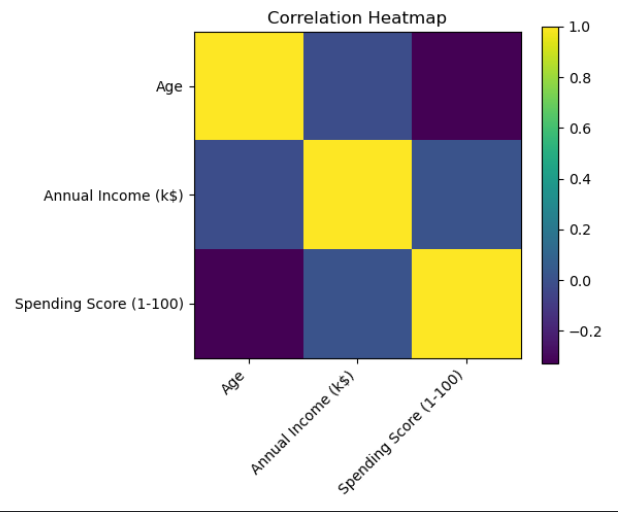 Correlation Heatmap
Age
Annual Income (k$)
Spending Score (1-100)
Age
Annual Income (k$)
Spending Score (1-100)
1.0
0.8
0.6
0.4
0.2
0.0
−0.2